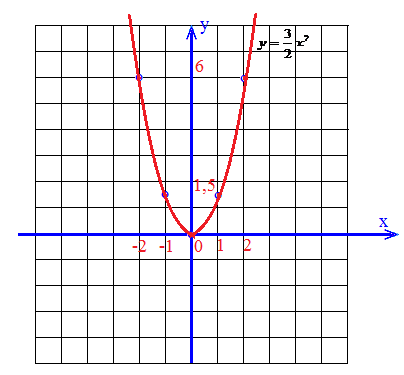 y
y = 3/2 x²
6
1,5
x
-2 -1 0 1 2